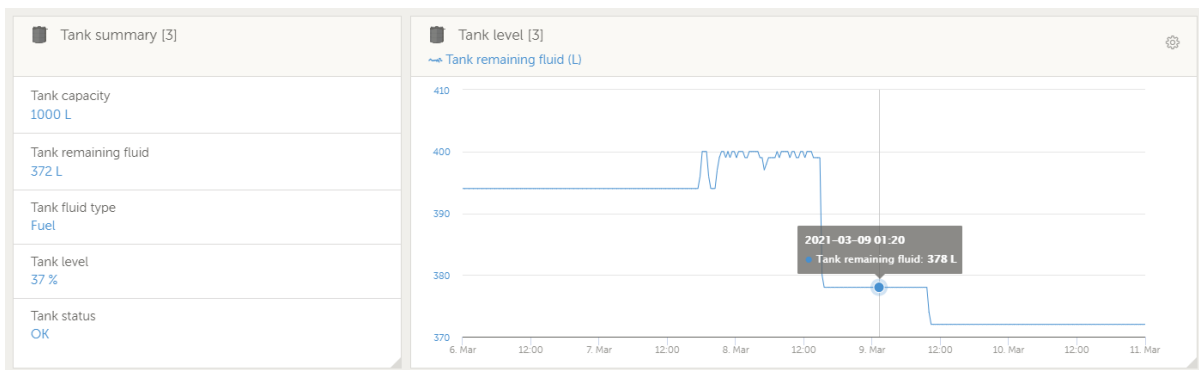 Tank summary [3]
Tank capacity
1000 L
Tank remaining fluid
372 L
Tank fluid type
Fuel
Tank level
37 %
Tank status
OK
Tank level [3]
Tank remaining fluid (L)
410
400
390
380
370
2021-03-09 01:20
Tank remaining fluid: 378 L
6. Mar 12:00 7. Mar 12:00 8. Mar 12:00 9. Mar 12:00 10. Mar 12:00 11. Mar